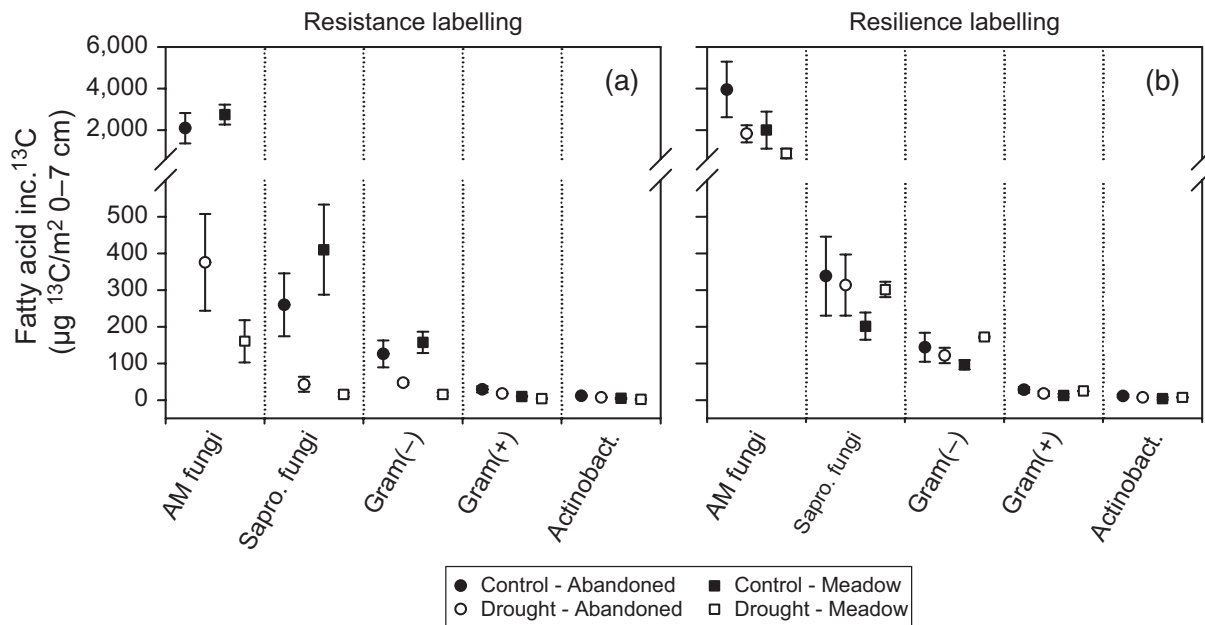 Resistance labelling
Resilience labelling
Fatty acid inc.¹³C
(µg ¹³C/m² 0–7 cm)
6,000
4,000
2,000
500
400
300
200
100
0
(a)
(b)
AM fungi
Sapro. fungi
Gram(–)
Gram(+)
Actinobact.
AM fungi
Sapro. fungi
Gram(–)
Gram(+)
Actinobact.
Control - Abandoned
Control - Meadow
Drought - Abandoned
Drought - Meadow